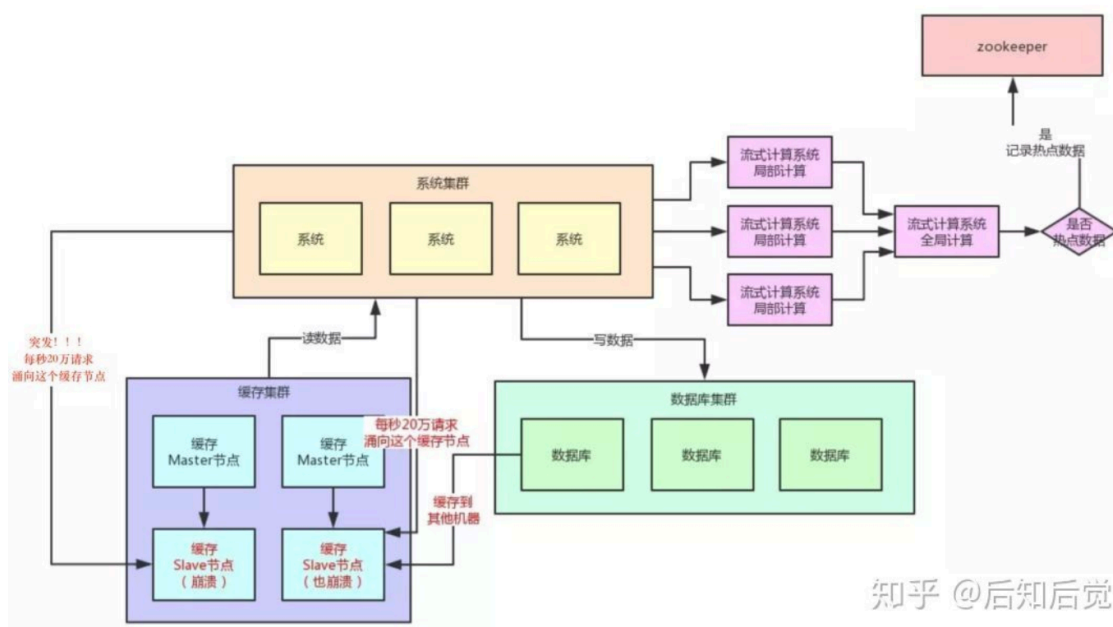 zookeeper
是
记录热点数据
流式计算系统
局部计算
系统集群
系统
系统
系统
流式计算系统
局部计算
流式计算系统
全局计算
是否
热点数据
流式计算系统
局部计算
突发！！！
每秒20万请求
涌向这个缓存节点
读数据
写数据
缓存集群
数据库集群
缓存
Master节点
缓存
Master节点
每秒20万请求
涌向这个缓存节点
数据库
数据库
数据库
缓存到
其他机器
缓存
Slave节点
（崩溃）
缓存
Slave节点
（也崩溃）
知乎 @后知后觉